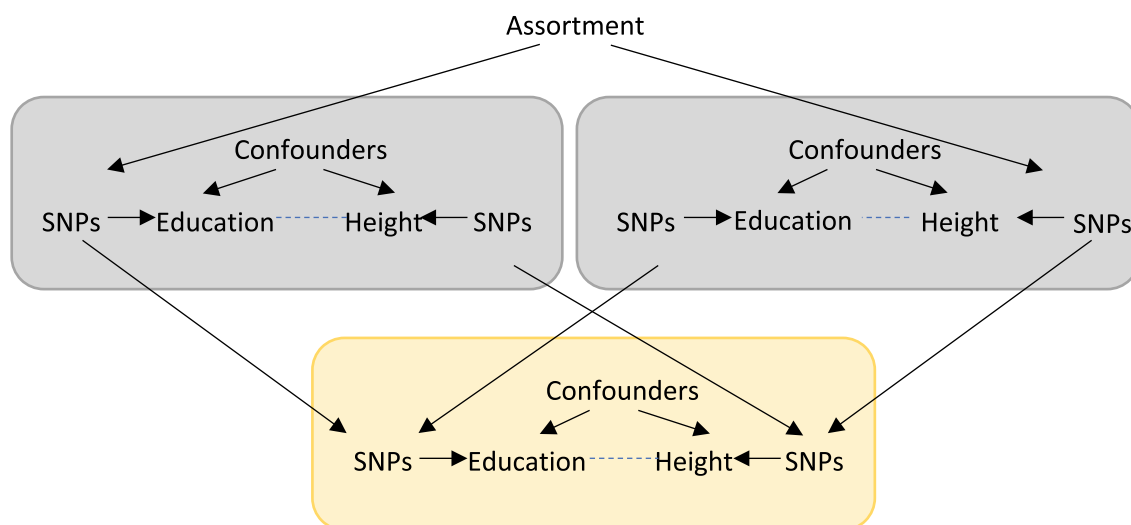 Assortment
Confounders
SNPs Education Height SNPs
Confounders
SNPs Education Height SNPs
Confounders
SNPs Education Height SNPs